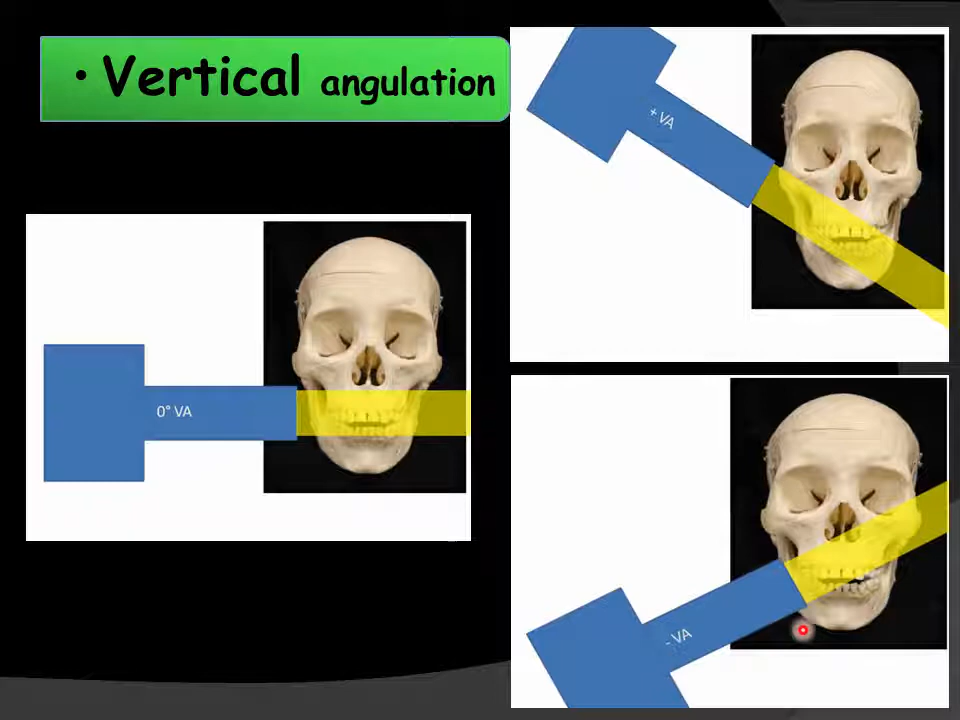 • Vertical angulation
+ VA
0° VA
- VA